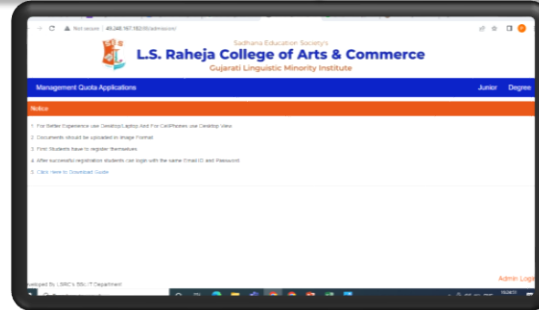 Not secure
Sadhana Education Society's
L.S. Raheja College of Arts & Commerce
Gujarati Linguistic Minority Institute
Management Quota Applications Junior Degree
Notice
1. For Better Experience use Desktop/Laptop And For CellPhones use Desktop View
2. Documents should be uploaded in Image Format
3. First Students have to register themselves
4. After successful registration students can login with the same Email ID and Password
5. Click Here to Download Guide
Admin Login